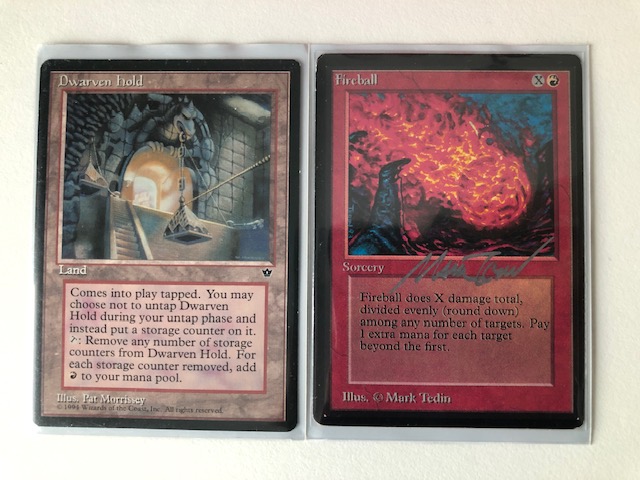 Dwarven Hold
Land
Comes into play tapped. You may
choose not to untap Dwarven
Hold during your untap phase and
instead put a storage counter on it.
: Remove any number of storage
counters from Dwarven Hold. For
each storage counter removed, add
to your mana pool.
Illus. Pat Morrissey
© 1994 Wizards of the Coast, Inc. All rights reserved.
Fireball
X
Mark Tedin
Sorcery
Fireball does X damage total,
divided evenly (round down)
among any number of targets. Pay
1 extra mana for each target
beyond the first.
Illus. © Mark Tedin